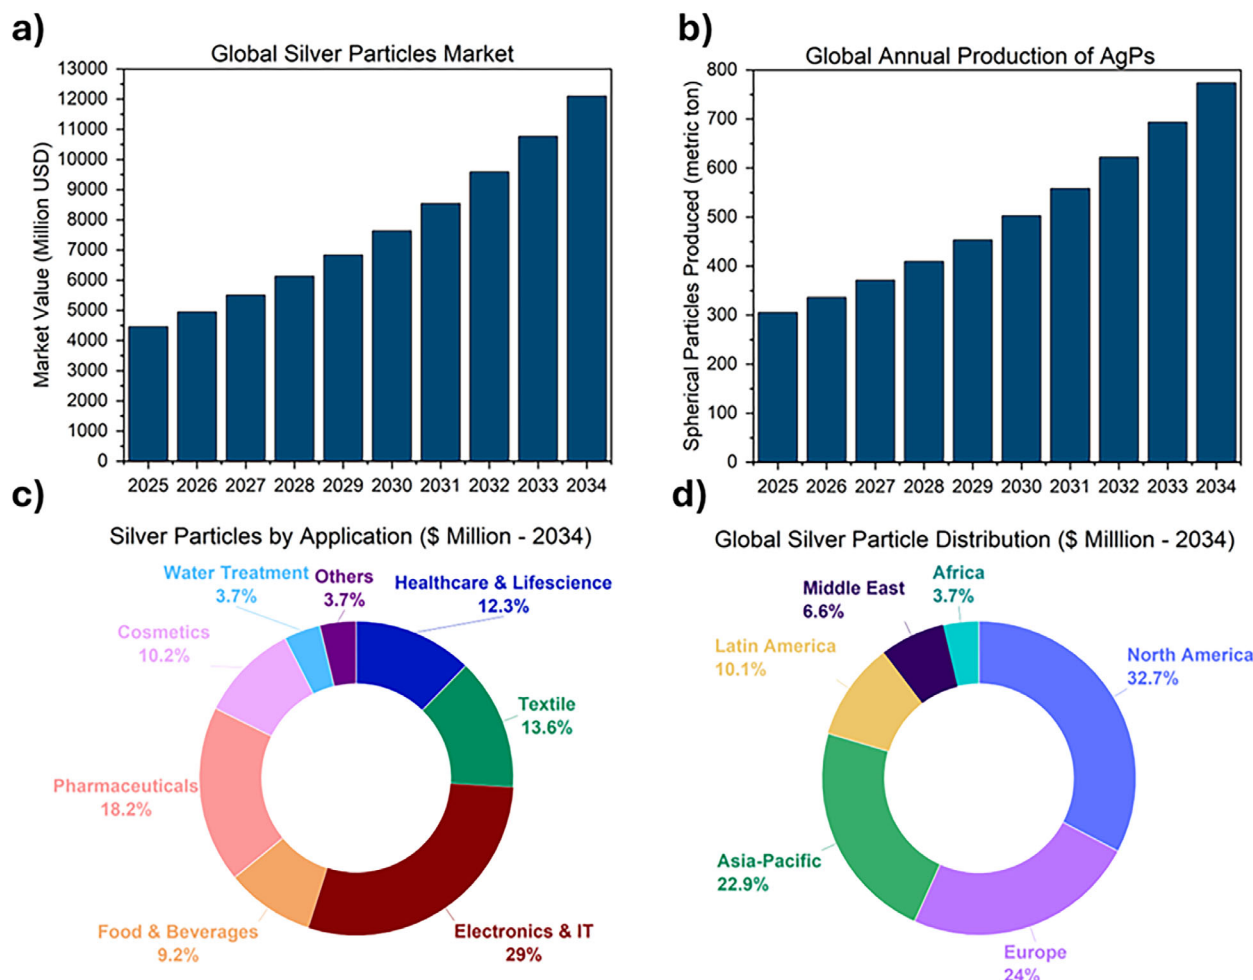 a)
Global Silver Particles Market
Market Value (Million USD)
13000
12000
11000
10000
9000
8000
7000
6000
5000
4000
3000
2000
1000
0
2025 2026 2027 2028 2029 2030 2031 2032 2033 2034
b)
Global Annual Production of AgPs
Spherical Particles Produced (metric ton)
800
700
600
500
400
300
200
100
0
2025 2026 2027 2028 2029 2030 2031 2032 2033 2034
c)
Silver Particles by Application ($ Million - 2034)
Water Treatment
3.7%
Others
3.7%
Healthcare & Lifescience
12.3%
Cosmetics
10.2%
Textile
13.6%
Pharmaceuticals
18.2%
Food & Beverages
9.2%
Electronics & IT
29%
d)
Global Silver Particle Distribution ($ Milllion - 2034)
Middle East
6.6%
Africa
3.7%
Latin America
10.1%
North America
32.7%
Asia-Pacific
22.9%
Europe
24%